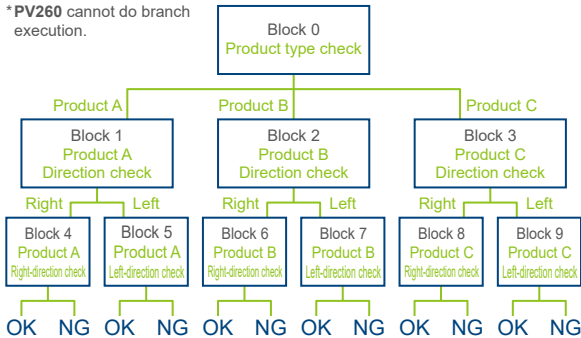 *PV260 cannot do branch
execution.
Block 0
Product type check
Product A
Product B
Product C
Block 1
Product A
Direction check
Block 2
Product B
Direction check
Block 3
Product C
Direction check
Right
Left
Right
Left
Right
Left
Block 4
Product A
Right-direction check
Block 5
Product A
Left-direction check
Block 6
Product B
Right-direction check
Block 7
Product B
Left-direction check
Block 8
Product C
Right-direction check
Block 9
Product C
Left-direction check
OK NG OK NG OK NG OK NG OK NG OK NG